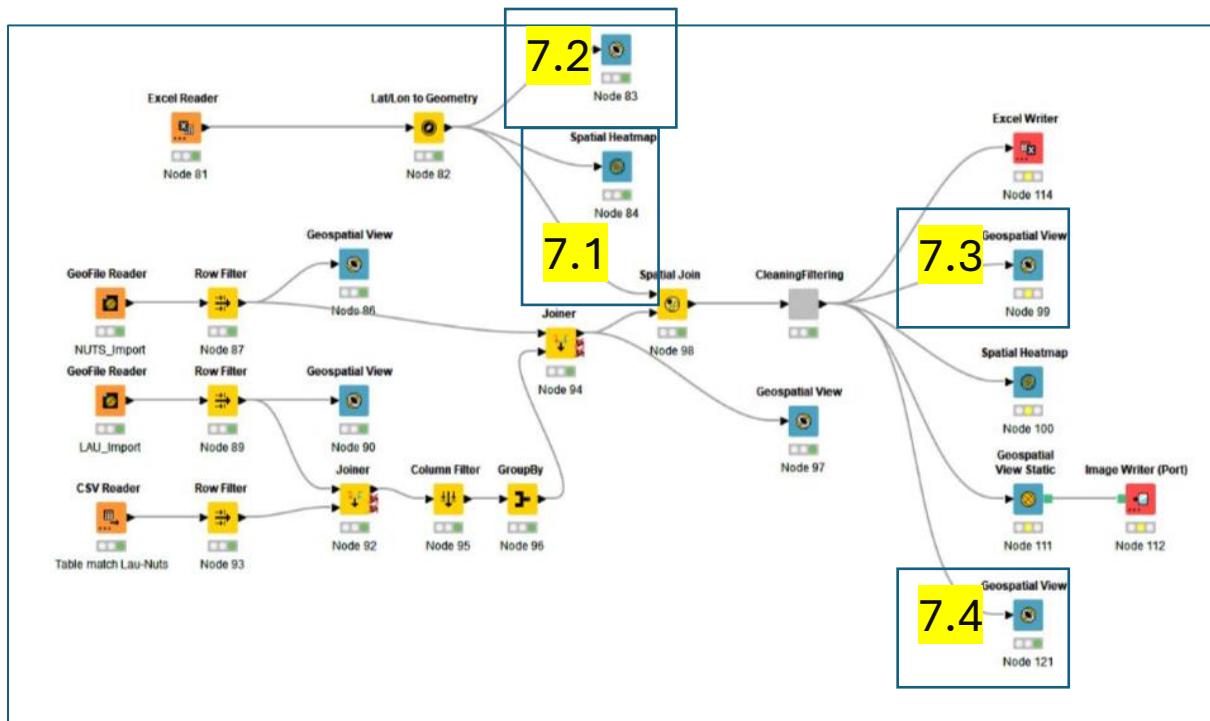 7.2
Node 83
Excel Reader
Node 81
Lat/Lon to Geometry
Node 82
Spatial Heatmap
Node 84
7.1
Excel Writer
Node 114
Geospatial View
Node 86
GeoFile Reader
NUTS_Import
Row Filter
Node 87
Joiner
Node 94
Spatial Join
Node 98
CleaningFiltering
7.3
Geospatial View
Node 99
GeoFile Reader
LAU_Import
Row Filter
Node 89
Geospatial View
Node 90
Geospatial View
Node 97
Spatial Heatmap
Node 100
CSV Reader
Table match Lau-Nuts
Row Filter
Node 93
Joiner
Node 92
Column Filter
Node 95
GroupBy
Node 96
Geospatial
View Static
Node 111
Image Writer (Port)
Node 112
7.4
Geospatial View
Node 121